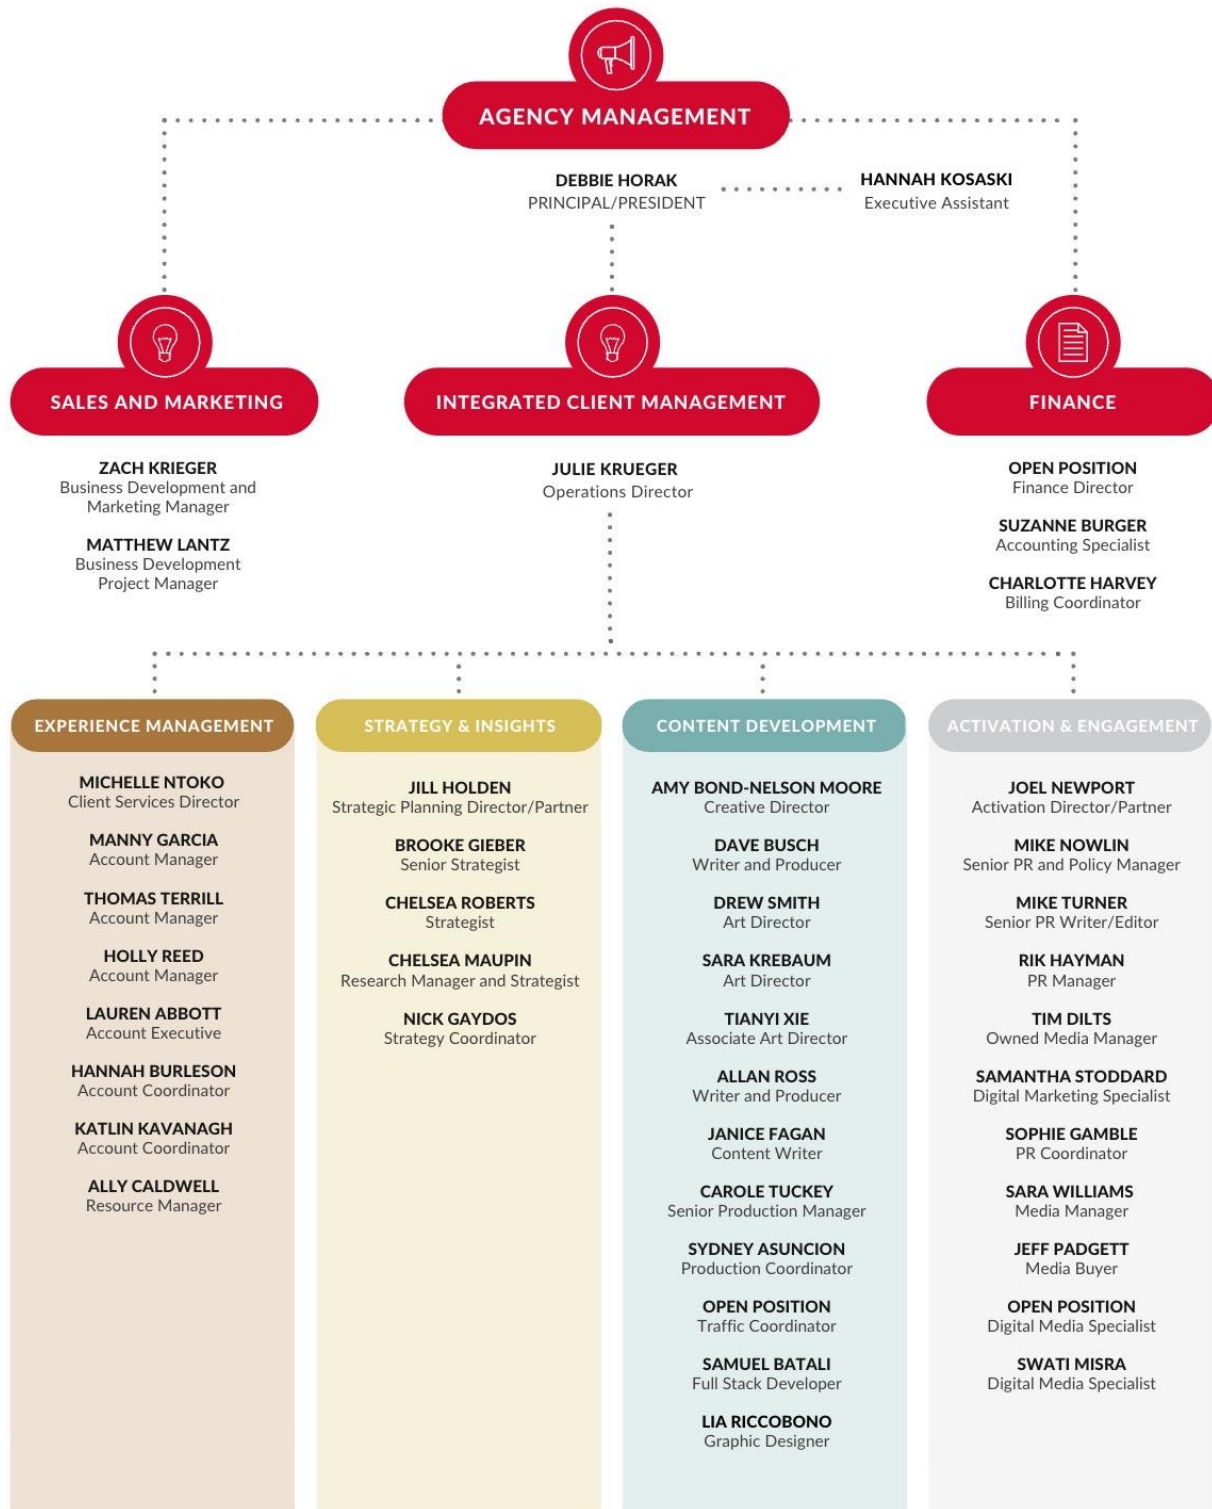 AGENCY MANAGEMENT
DEBBIE HORAK
PRINCIPAL/PRESIDENT
HANNAH KOSASKI
Executive Assistant
SALES AND MARKETING
ZACH KRIEGER
Business Development and
Marketing Manager
MATTHEW LANTZ
Business Development
Project Manager
INTEGRATED CLIENT MANAGEMENT
JULIE KRUEGER
Operations Director
FINANCE
OPEN POSITION
Finance Director
SUZANNE BURGER
Accounting Specialist
CHARLOTTE HARVEY
Billing Coordinator
EXPERIENCE MANAGEMENT
MICHELLE NTOKO
Client Services Director
MANNY GARCIA
Account Manager
THOMAS TERRILL
Account Manager
HOLLY REED
Account Manager
LAUREN ABBOTT
Account Executive
HANNAH BURLESON
Account Coordinator
KATLIN KAVANAGH
Account Coordinator
ALLY CALDWELL
Resource Manager
STRATEGY & INSIGHTS
JILL HOLDEN
Strategic Planning Director/Partner
BROOKE GIEBER
Senior Strategist
CHELSEA ROBERTS
Strategist
CHELSEA MAUPIN
Research Manager and Strategist
NICK GAYDOS
Strategy Coordinator
CONTENT DEVELOPMENT
AMY BOND-NELSON MOORE
Creative Director
DAVE BUSCH
Writer and Producer
DREW SMITH
Art Director
SARA KREBAUM
Art Director
TIANYI XIE
Associate Art Director
ALLAN ROSS
Writer and Producer
JANICE FAGAN
Content Writer
CAROLE TUCKEY
Senior Production Manager
SYDNEY ASUNCION
Production Coordinator
OPEN POSITION
Traffic Coordinator
SAMUEL BATALI
Full Stack Developer
LIA RICCOBONO
Graphic Designer
ACTIVATION & ENGAGEMENT
JOEL NEWPORT
Activation Director/Partner
MIKE NOWLIN
Senior PR and Policy Manager
MIKE TURNER
Senior PR Writer/Editor
RIK HAYMAN
PR Manager
TIM DILTS
Owned Media Manager
SAMANTHA STODDARD
Digital Marketing Specialist
SOPHIE GAMBLE
PR Coordinator
SARA WILLIAMS
Media Manager
JEFF PADGETT
Media Buyer
OPEN POSITION
Digital Media Specialist
SWATI MISRA
Digital Media Specialist